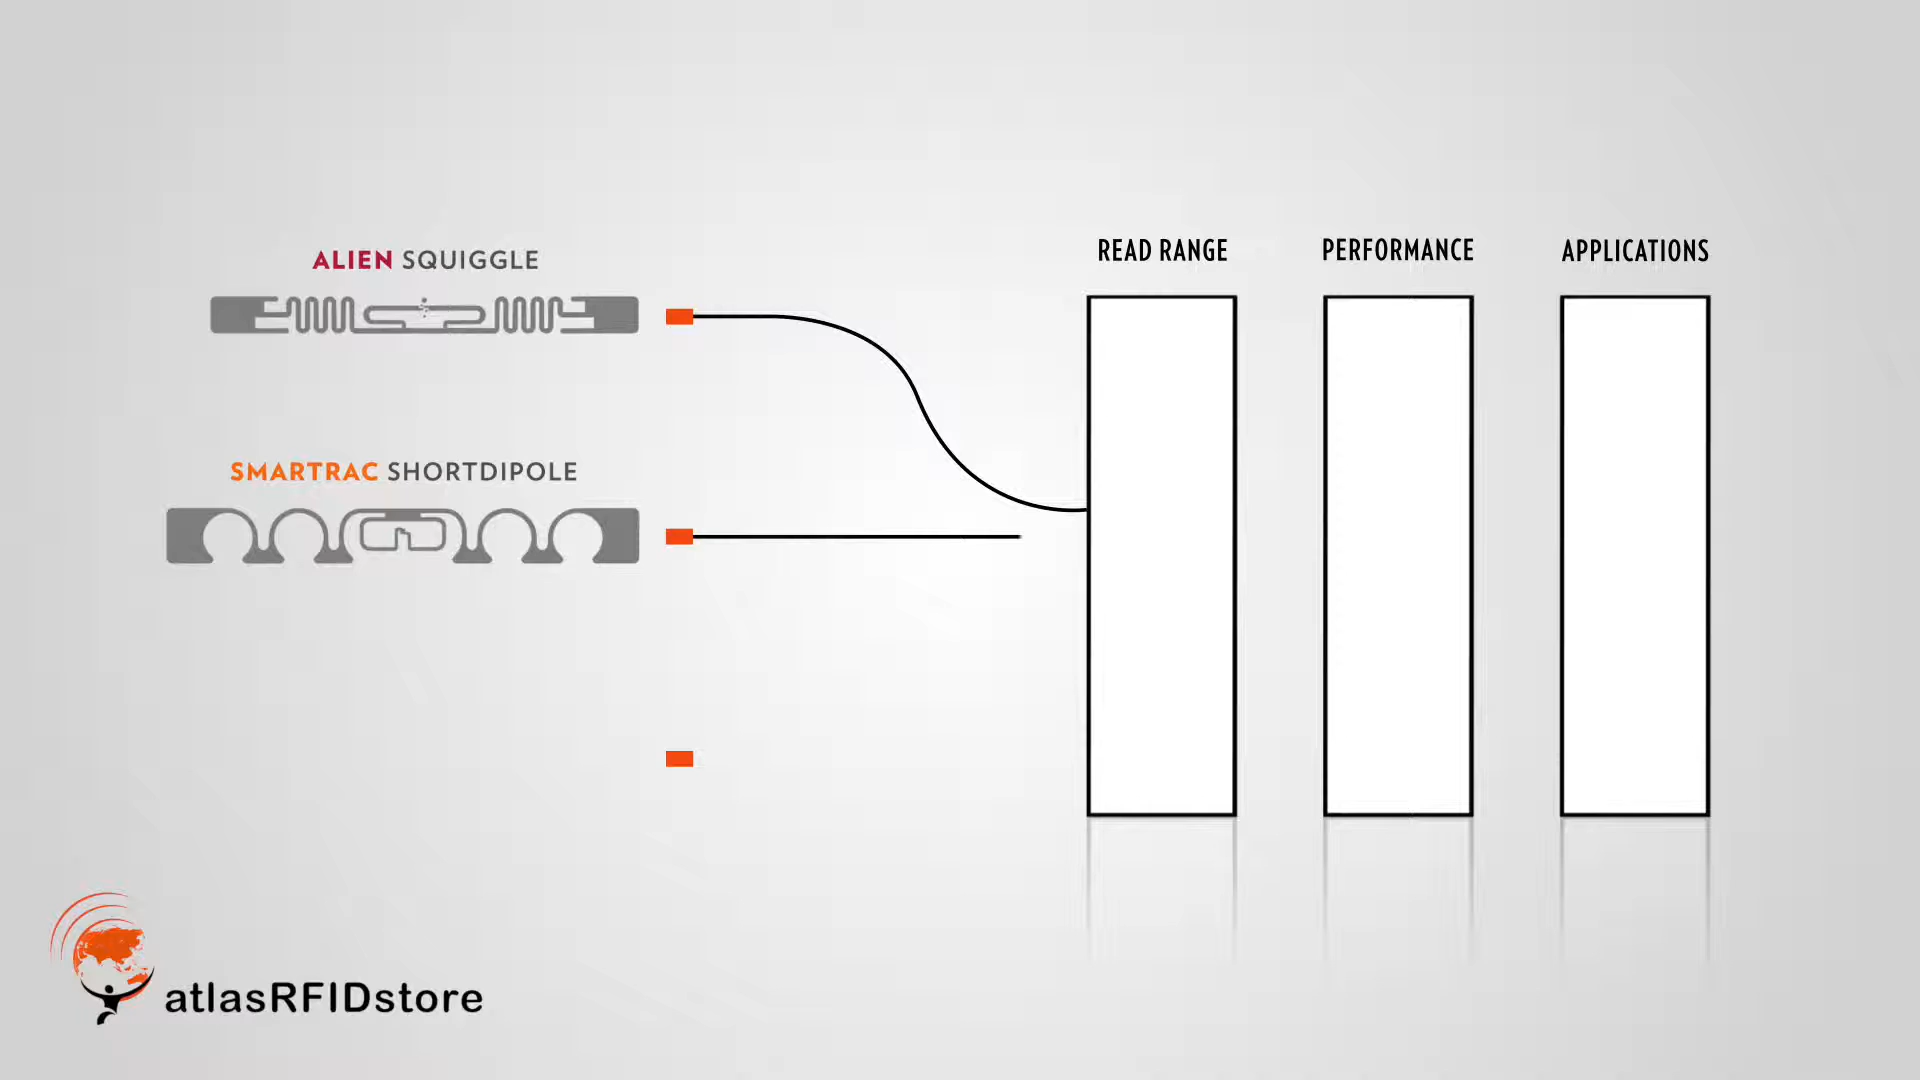 ALIEN SQUIGGLE
SMARTRAC SHORTDIPOLE
READ RANGE
PERFORMANCE
APPLICATIONS
atlasRFIDstore